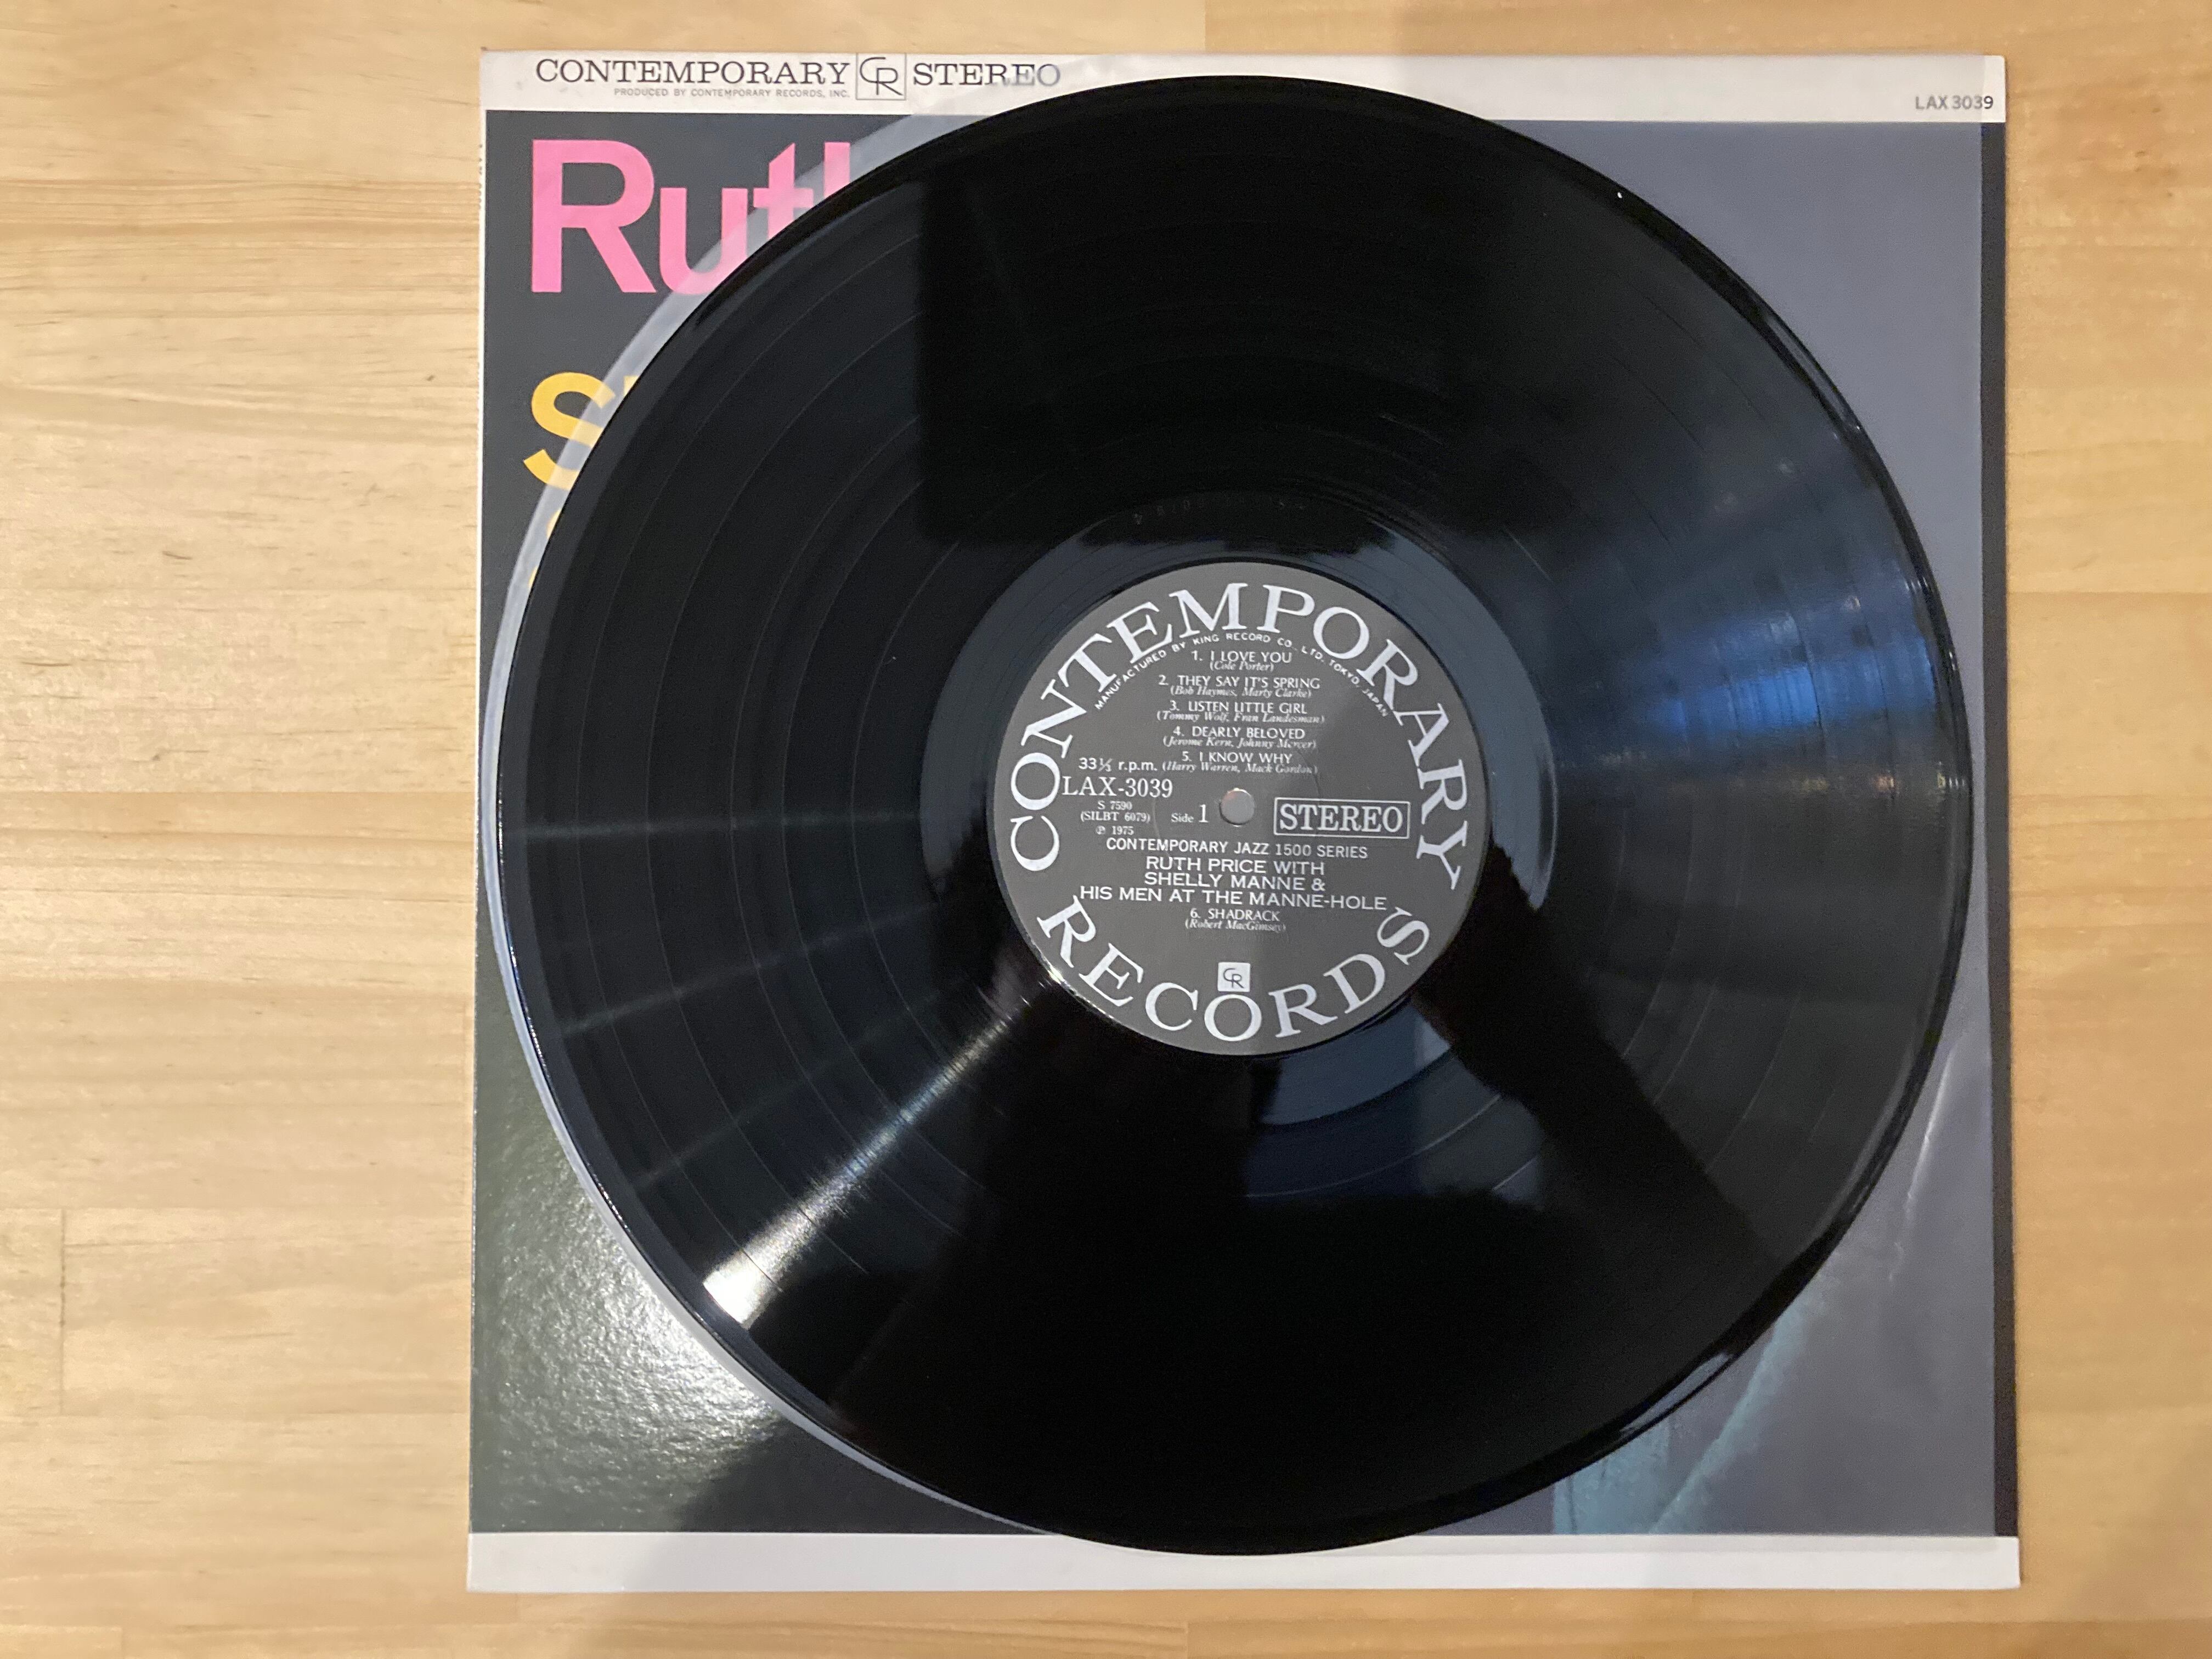 CONTEMPORARY CR STEREO
PRODUCED BY CONTEMPORARY RECORDS, INC.
LAX 3039
Ruth
S
CONTEMPORARY
MANUFACTURED BY KING RECORD CO., LTD. TOKYO, JAPAN
1. I LOVE YOU
(Cole Porter)
2. THEY SAY IT'S SPRING
(Bob Haymes, Marty Clarke)
3. LISTEN LITTLE GIRL
(Tommy Wolf, Fran Landesman)
4. DEARLY BELOVED
(Jerome Kern, Johnny Mercer)
5. I KNOW WHY
33⅓ r.p.m. (Harry Warren, Mack Gordon)
LAX-3039
S 7590
(SILBT 6079) Side 1
℗ 1975
STEREO
CONTEMPORARY JAZZ 1500 SERIES
RUTH PRICE WITH
SHELLY MANNE &
HIS MEN AT THE MANNE-HOLE
6. SHADRACK
(Robert MacGimsey)
CR
RECORDS